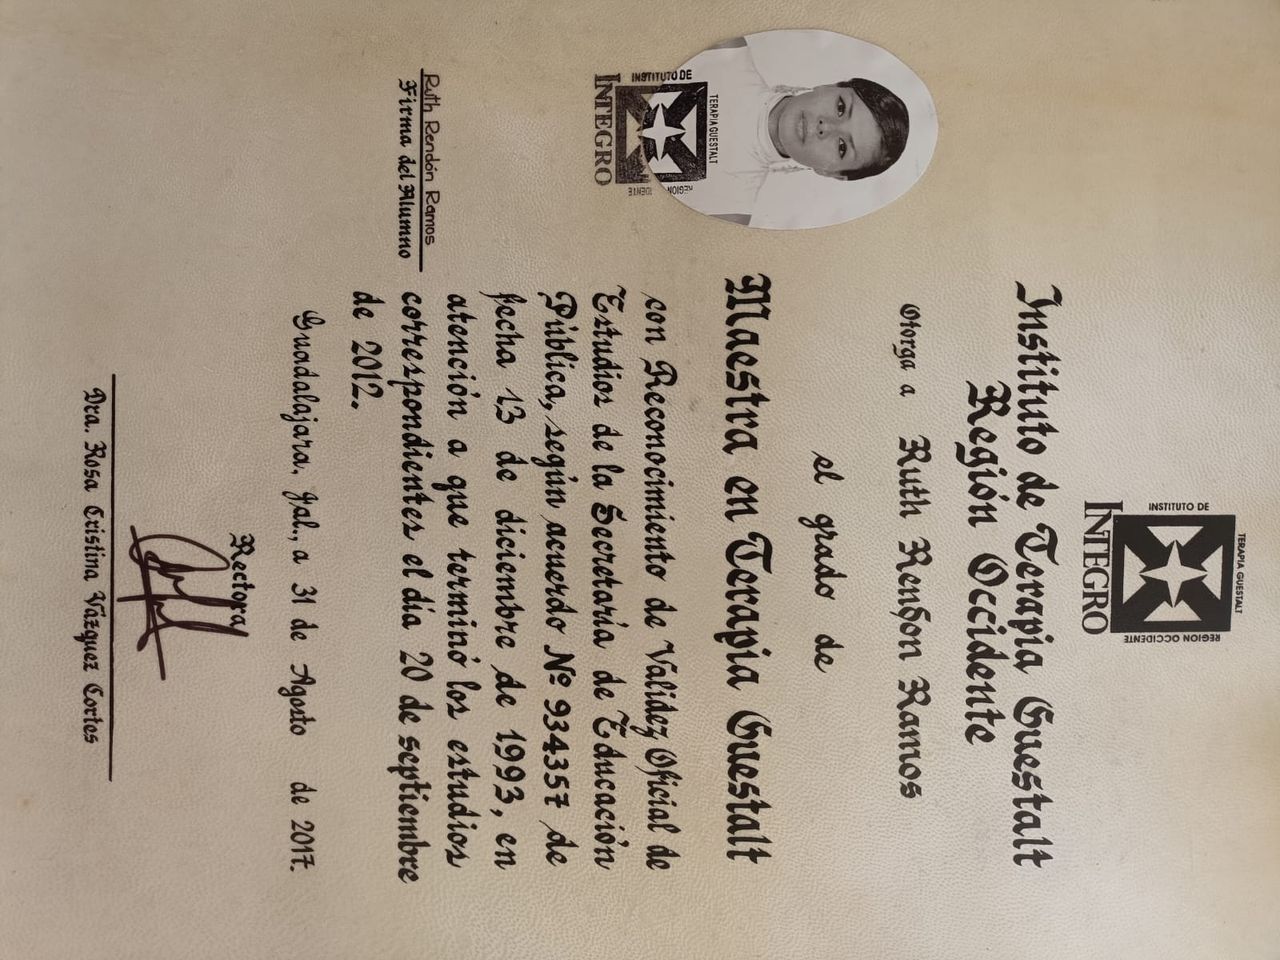 INSTITUTO DE
TERAPIA GUESTALT
REGION OCCIDENTE
INTEGRO
Instituto de Terapia Guestalt
Región Occidente
Otorga a Ruth Rendon Ramos
el grado de
Maestra en Terapia Guestalt
con Reconocimiento de Validez Oficial de
Estudios de la Secretaría de Educación
Pública, según acuerdo Nº 934357 de
fecha 13 de diciembre de 1993, en
atención a que terminó los estudios
correspondientes el día 20 de septiembre
de 2012.
INSTITUTO DE
TERAPIA GUESTALT
REGION
IDENTE
INTEGRO
Ruth Rendón Ramos
Firma del Alumno
Guadalajara, Jal., a 31 de Agosto de 2017.
Rectora
Dra. Rosa Cristina Vázquez Cortes